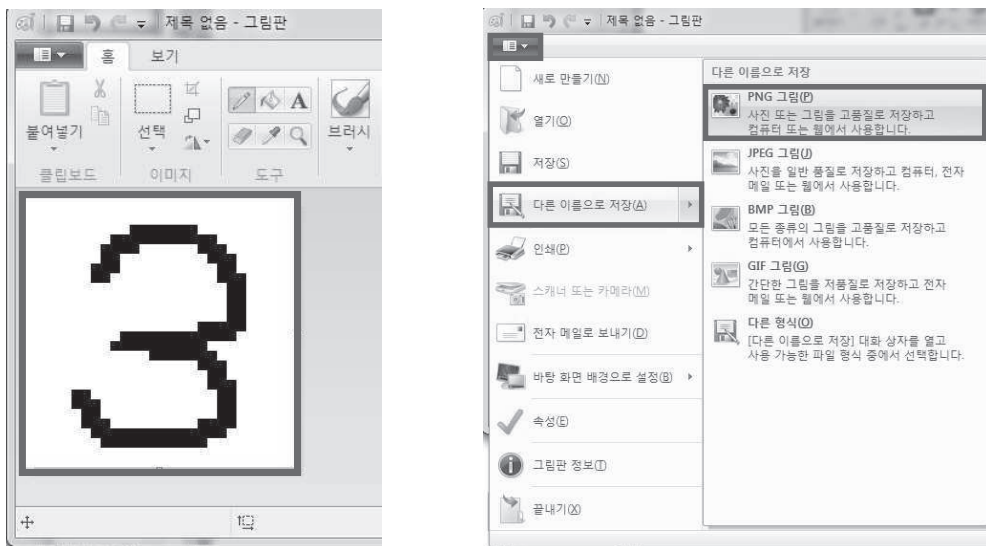 제목 없음 - 그림판
홈 보기
붙여넣기
선택
A
브러시
클립보드 이미지 도구
3
제목 없음 - 그림판
새로 만들기(N)
열기(O)
저장(S)
다른 이름으로 저장(A)
인쇄(P)
스캐너 또는 카메라(M)
전자 메일로 보내기(D)
바탕 화면 배경으로 설정(B)
속성(E)
그림판 정보(T)
끝내기(X)
다른 이름으로 저장
PNG 그림(P)
사진 또는 그림을 고품질로 저장하고
컴퓨터 또는 웹에서 사용합니다.
JPEG 그림(J)
사진을 일반 품질로 저장하고 컴퓨터, 전자
메일 또는 웹에서 사용합니다.
BMP 그림(B)
모든 종류의 그림을 고품질로 저장하고
컴퓨터에서 사용합니다.
GIF 그림(G)
간단한 그림을 저품질로 저장하고 전자
메일 또는 웹에서 사용합니다.
다른 형식(O)
[다른 이름으로 저장] 대화 상자를 열고
사용 가능한 파일 형식 중에서 선택합니다.